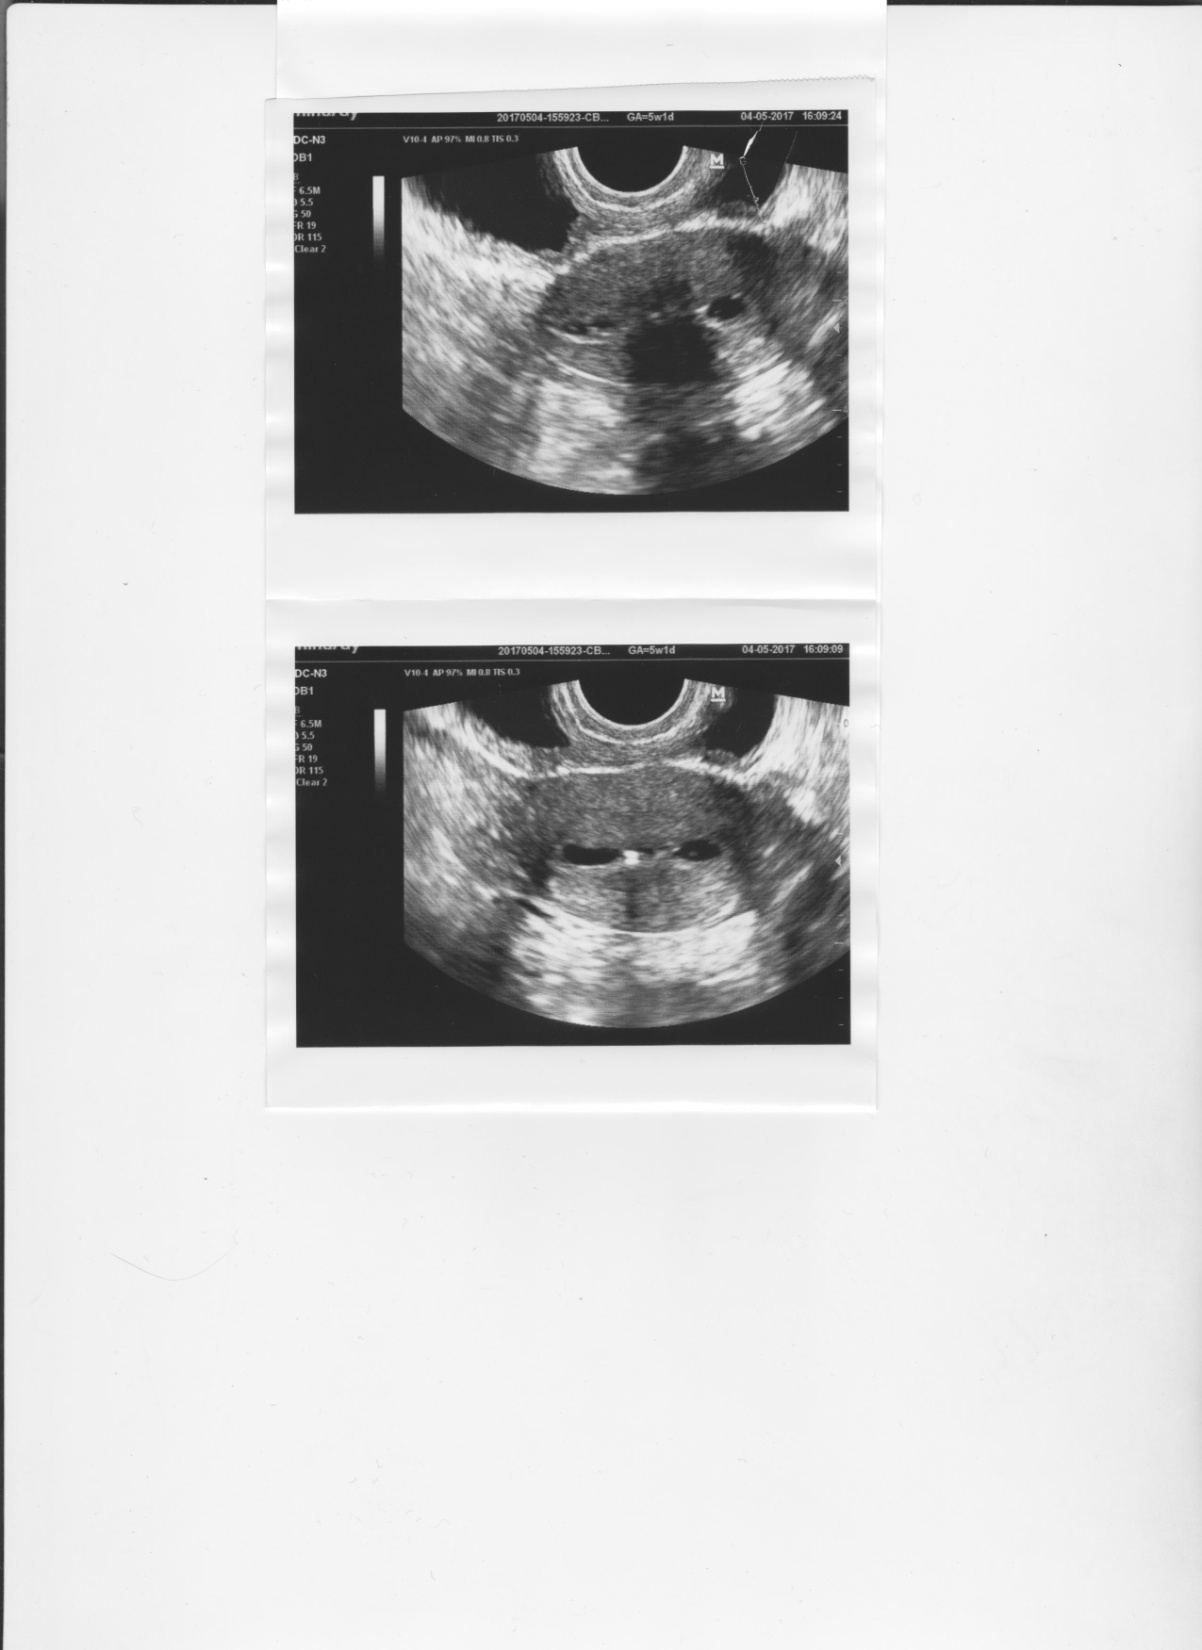 20170504-155923-CB... GA=5w1d 04-05-2017 16:09:24
DC-N3 V10-4 AP 97% MI 0.8 TIS 0.3
DB1
B
F 6.5M
D 5.5
G 50
FR 19
DR 115
Clear 2
M
20170504-155923-CB... GA=5w1d 04-05-2017 16:09:09
DC-N3 V10-4 AP 97% MI 0.8 TIS 0.3
DB1
B
F 6.5M
D 5.5
G 50
FR 19
DR 115
Clear 2
M
0